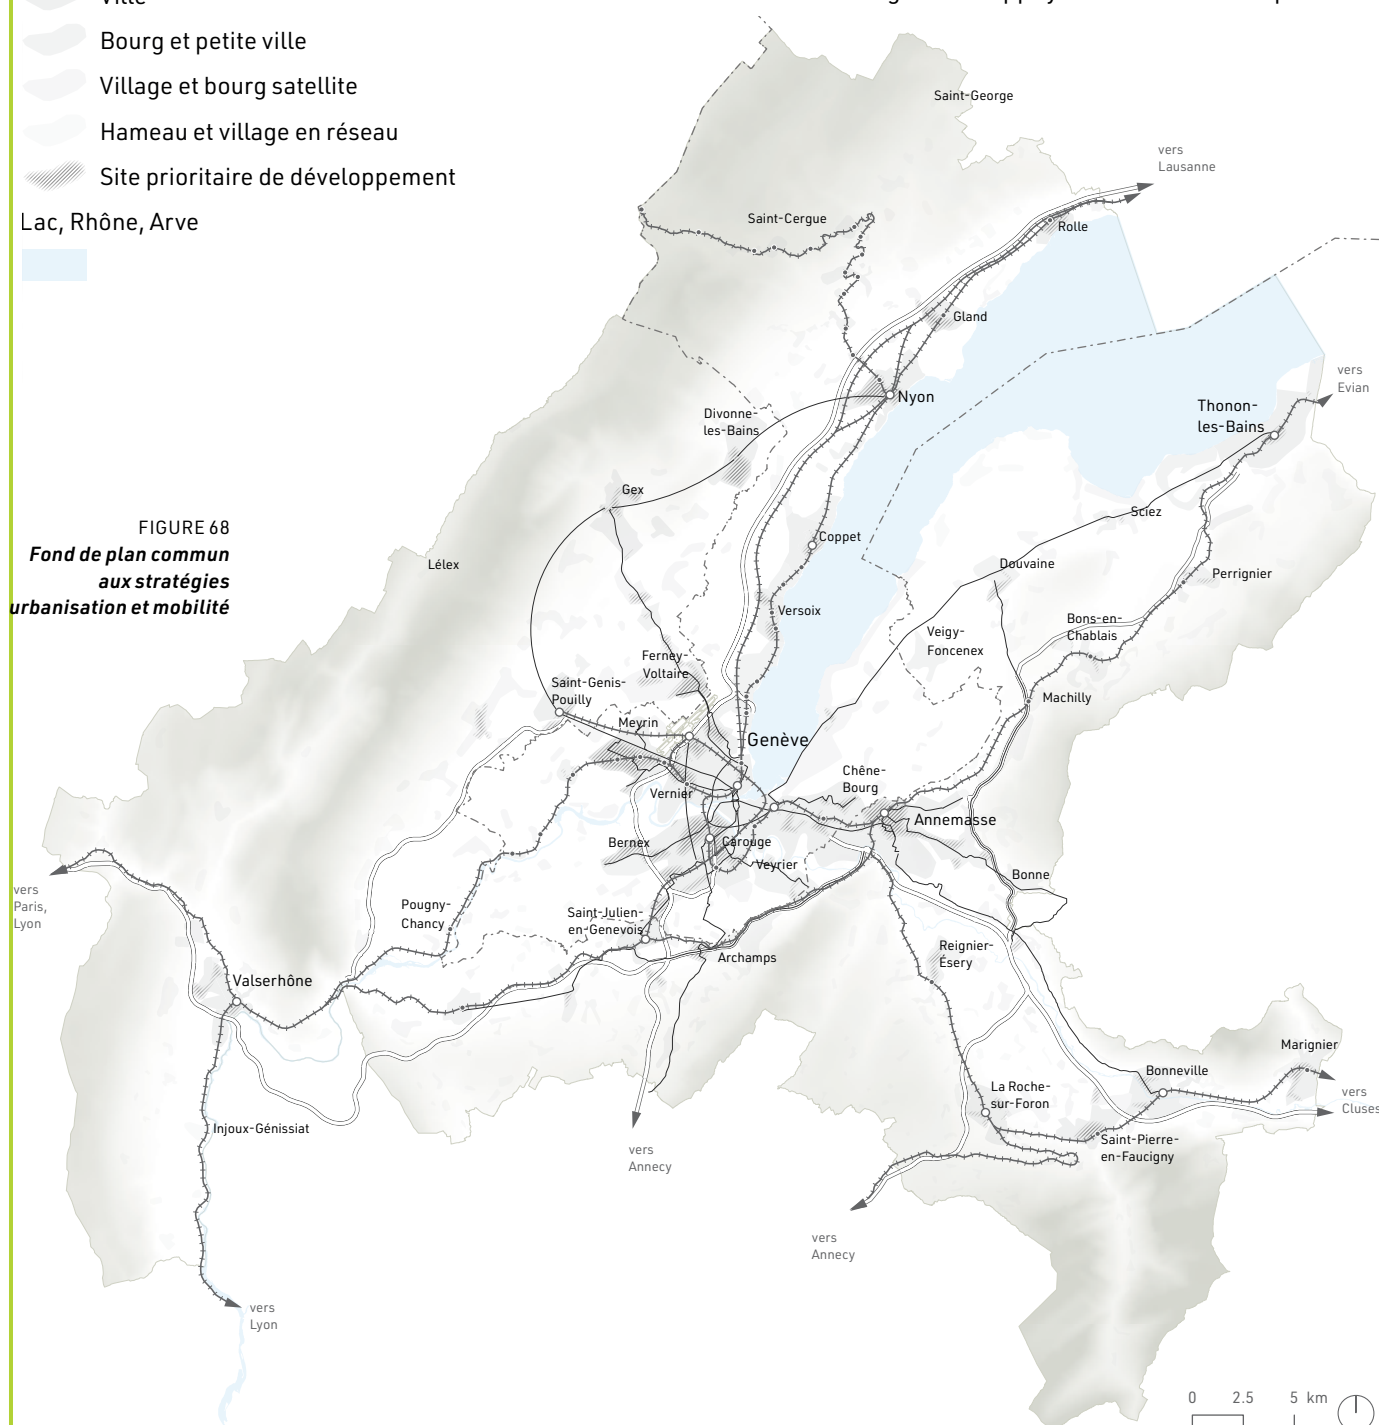 Ville
Bourg et petite ville
Village et bourg satellite
Hameau et village en réseau
Site prioritaire de développement
Lac, Rhône, Arve
FIGURE 68
Fond de plan commun
aux stratégies
urbanisation et mobilité
Saint-George
vers
Lausanne
Saint-Cergue
Rolle
Gland
vers
Evian
Nyon
Thonon-
les-Bains
Divonne-
les-Bains
Gex
Sciez
Coppet
Lélex
Douvaine
Perrignier
Versoix
Bons-en-
Chablais
Veigy-
Foncenex
Ferney-
Voltaire
Saint-Genis-
Pouilly
Machilly
Meyrin
Genève
Chêne-
Bourg
Vernier
Annemasse
Bernex
Carouge
Veyrier
Bonne
vers
Paris,
Lyon
Pougny-
Chancy
Saint-Julien-
en-Genevois
Reignier-
Ésery
Archamps
Valserhône
Marignier
Bonneville
La Roche-
sur-Foron
vers
Cluses
Injoux-Génissiat
Saint-Pierre-
en-Faucigny
vers
Annecy
vers
Annecy
vers
Lyon
0 2.5 5 km